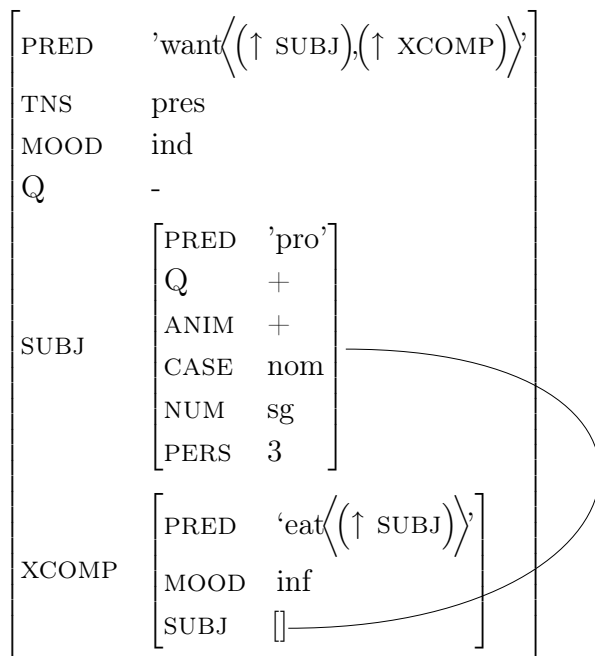 PRED 'want⟨(↑ SUBJ),(↑ XCOMP)⟩'
TNS pres
MOOD ind
Q -
PRED 'pro'
Q +
ANIM +
SUBJ
CASE nom
NUM sg
PERS 3
PRED ‘eat⟨(↑ SUBJ)⟩’
XCOMP
MOOD inf
SUBJ []